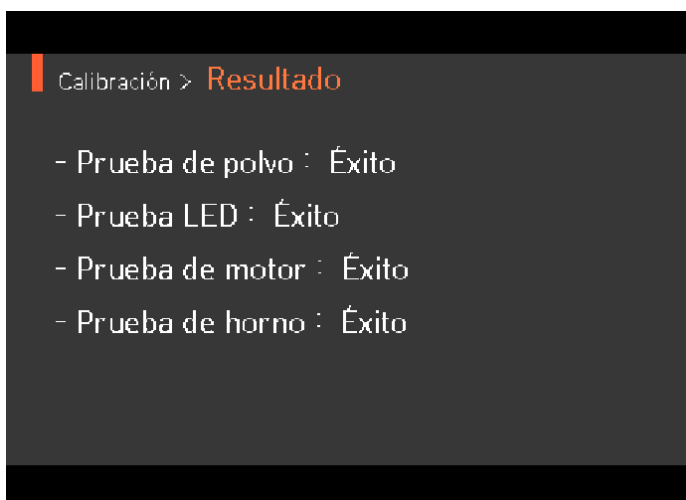 Calibración > Resultado
- Prueba de polvo : Éxito
- Prueba LED : Éxito
- Prueba de motor : Éxito
- Prueba de horno : Éxito